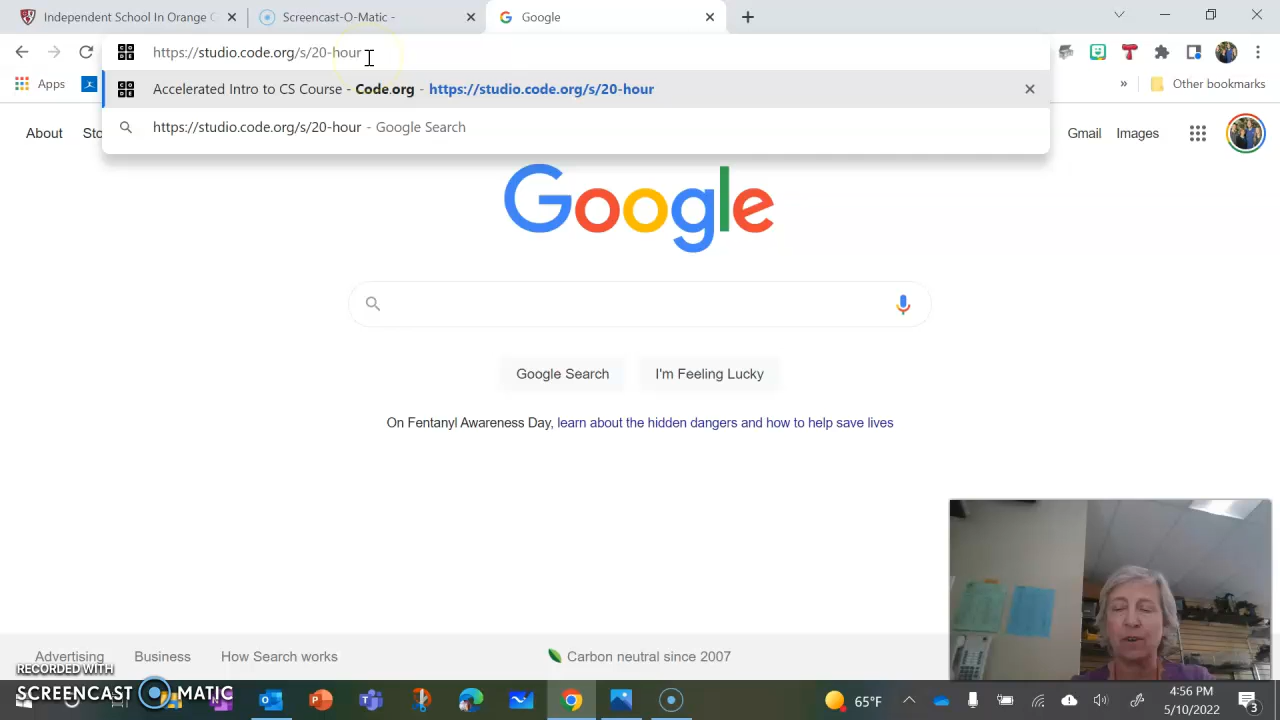 Independent School In Orange C
Screencast-O-Matic -
Google
https://studio.code.org/s/20-hour
Accelerated Intro to CS Course - Code.org - https://studio.code.org/s/20-hour
https://studio.code.org/s/20-hour - Google Search
Apps
» Other bookmarks
About
Sto
Gmail
Images
Google
Google Search
I'm Feeling Lucky
On Fentanyl Awareness Day, learn about the hidden dangers and how to help save lives
Advertising
Business
How Search works
Carbon neutral since 2007
RECORDED WITH
SCREENCAST MATIC
65°F
4:56 PM
5/10/2022
3